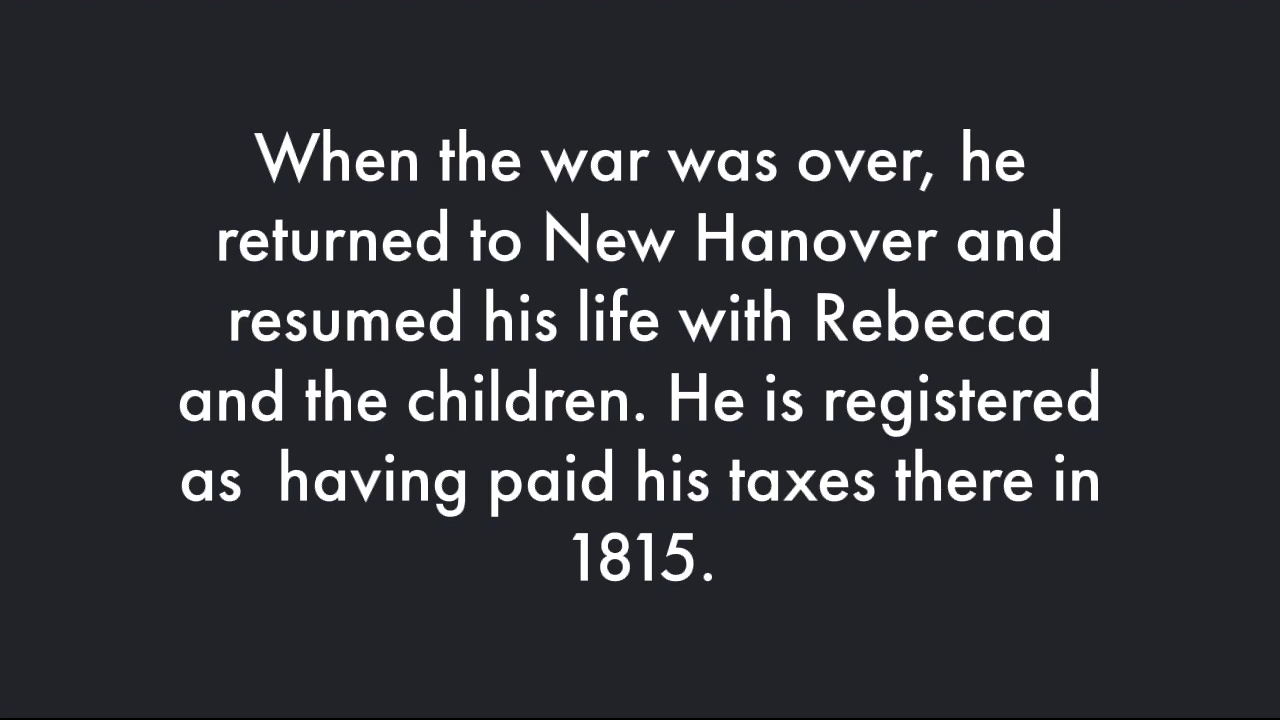 When the war was over, he
returned to New Hanover and
resumed his life with Rebecca
and the children. He is registered
as  having paid his taxes there in
1815.